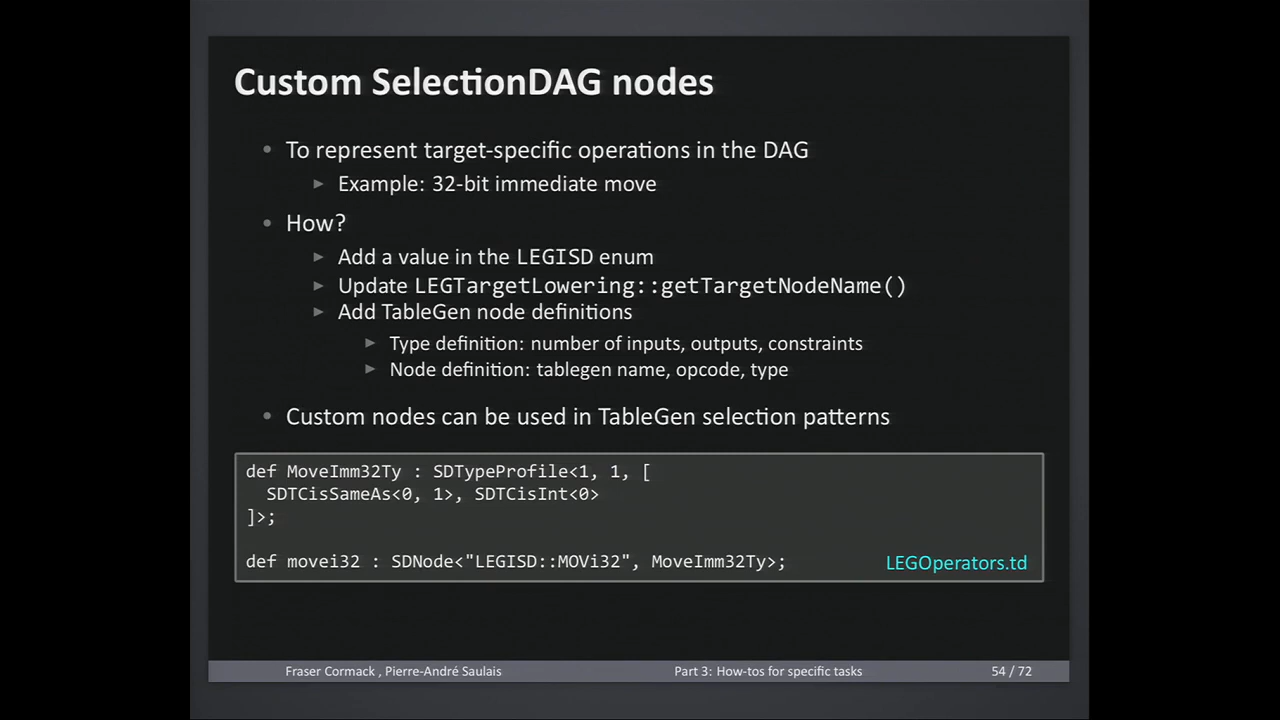 Custom SelectionDAG nodes
• To represent target-specific operations in the DAG
▶ Example: 32-bit immediate move
• How?
▶ Add a value in the LEGISD enum
▶ Update LEGTargetLowering::getTargetNodeName()
▶ Add TableGen node definitions
▶ Type definition: number of inputs, outputs, constraints
▶ Node definition: tablegen name, opcode, type
• Custom nodes can be used in TableGen selection patterns
def MoveImm32Ty : SDTypeProfile<1, 1, [
  SDTCisSameAs<0, 1>, SDTCisInt<0>
]>;
def movei32 : SDNode<"LEGISD::MOVi32", MoveImm32Ty>; LEGOperators.td
Fraser Cormack , Pierre-André Saulais Part 3: How-tos for specific tasks 54 / 72